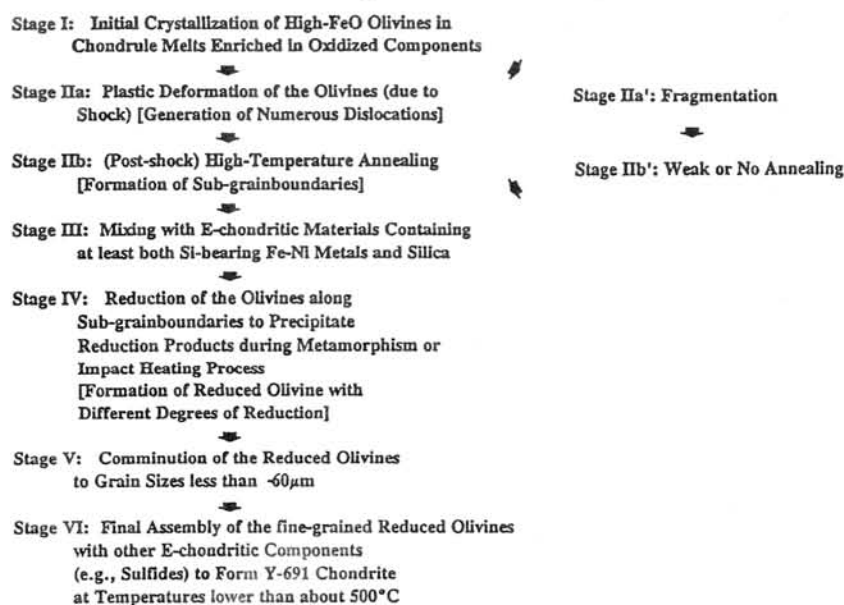 Stage I: Initial Crystallization of High-FeO Olivines in
Chondrule Melts Enriched in Oxidized Components
Stage IIa: Plastic Deformation of the Olivines (due to
Shock) [Generation of Numerous Dislocations]
Stage IIa': Fragmentation
Stage IIb: (Post-shock) High-Temperature Annealing
[Formation of Sub-grainboundaries]
Stage IIb': Weak or No Annealing
Stage III: Mixing with E-chondritic Materials Containing
at least both Si-bearing Fe-Ni Metals and Silica
Stage IV: Reduction of the Olivines along
Sub-grainboundaries to Precipitate
Reduction Products during Metamorphism or
Impact Heating Process
[Formation of Reduced Olivine with
Different Degrees of Reduction]
Stage V: Comminution of the Reduced Olivines
to Grain Sizes less than ~60μm
Stage VI: Final Assembly of the fine-grained Reduced Olivines
with other E-chondritic Components
(e.g., Sulfides) to Form Y-691 Chondrite
at Temperatures lower than about 500°C